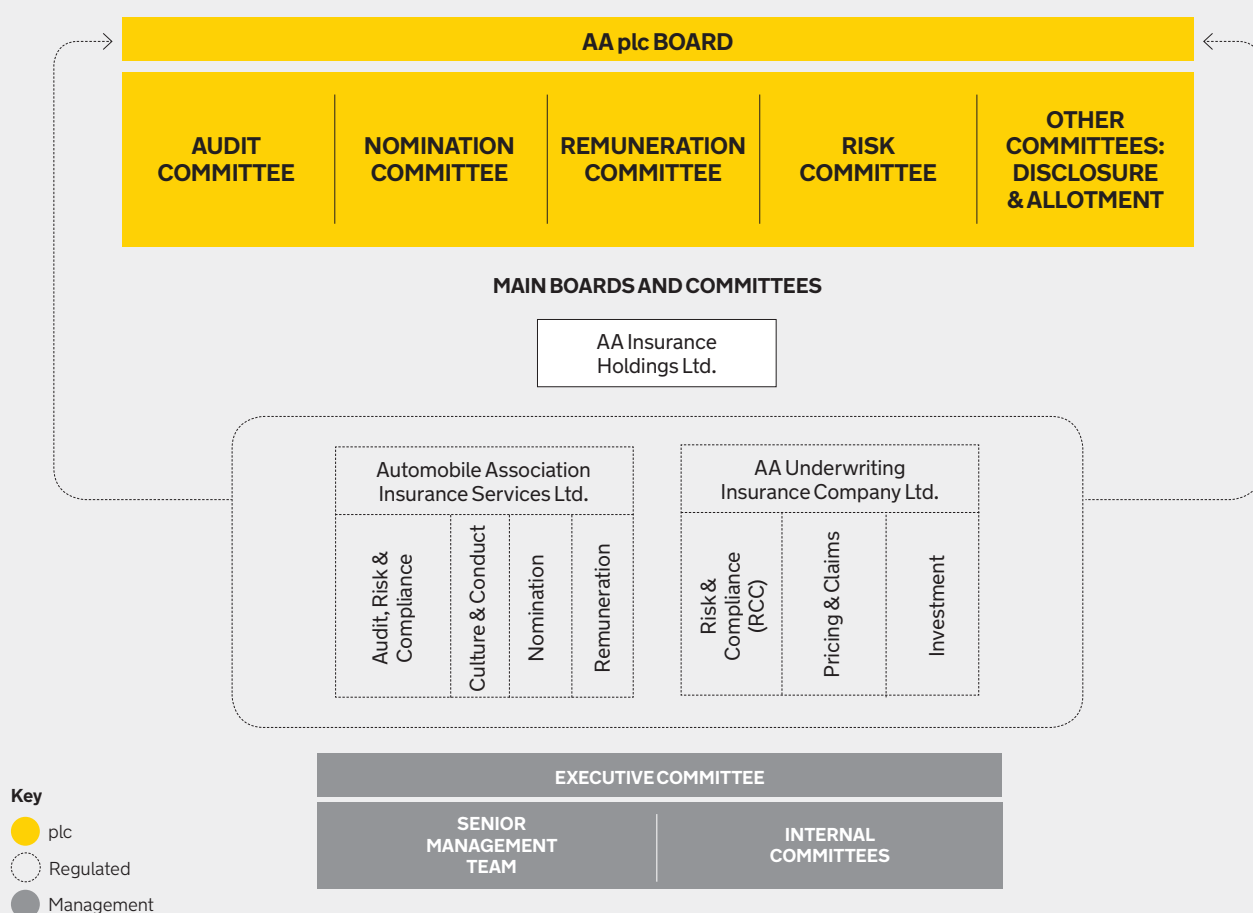 AA plc BOARD
AUDIT
COMMITTEE
NOMINATION
COMMITTEE
REMUNERATION
COMMITTEE
RISK
COMMITTEE
OTHER
COMMITTEES:
DISCLOSURE
& ALLOTMENT
MAIN BOARDS AND COMMITTEES
AA Insurance
Holdings Ltd.
Automobile Association
Insurance Services Ltd.
Audit, Risk &
Compliance
Culture & Conduct
Nomination
Remuneration
AA Underwriting
Insurance Company Ltd.
Risk &
Compliance
(RCC)
Pricing & Claims
Investment
EXECUTIVE COMMITTEE
SENIOR
MANAGEMENT
TEAM
INTERNAL
COMMITTEES
Key
plc
Regulated
Management